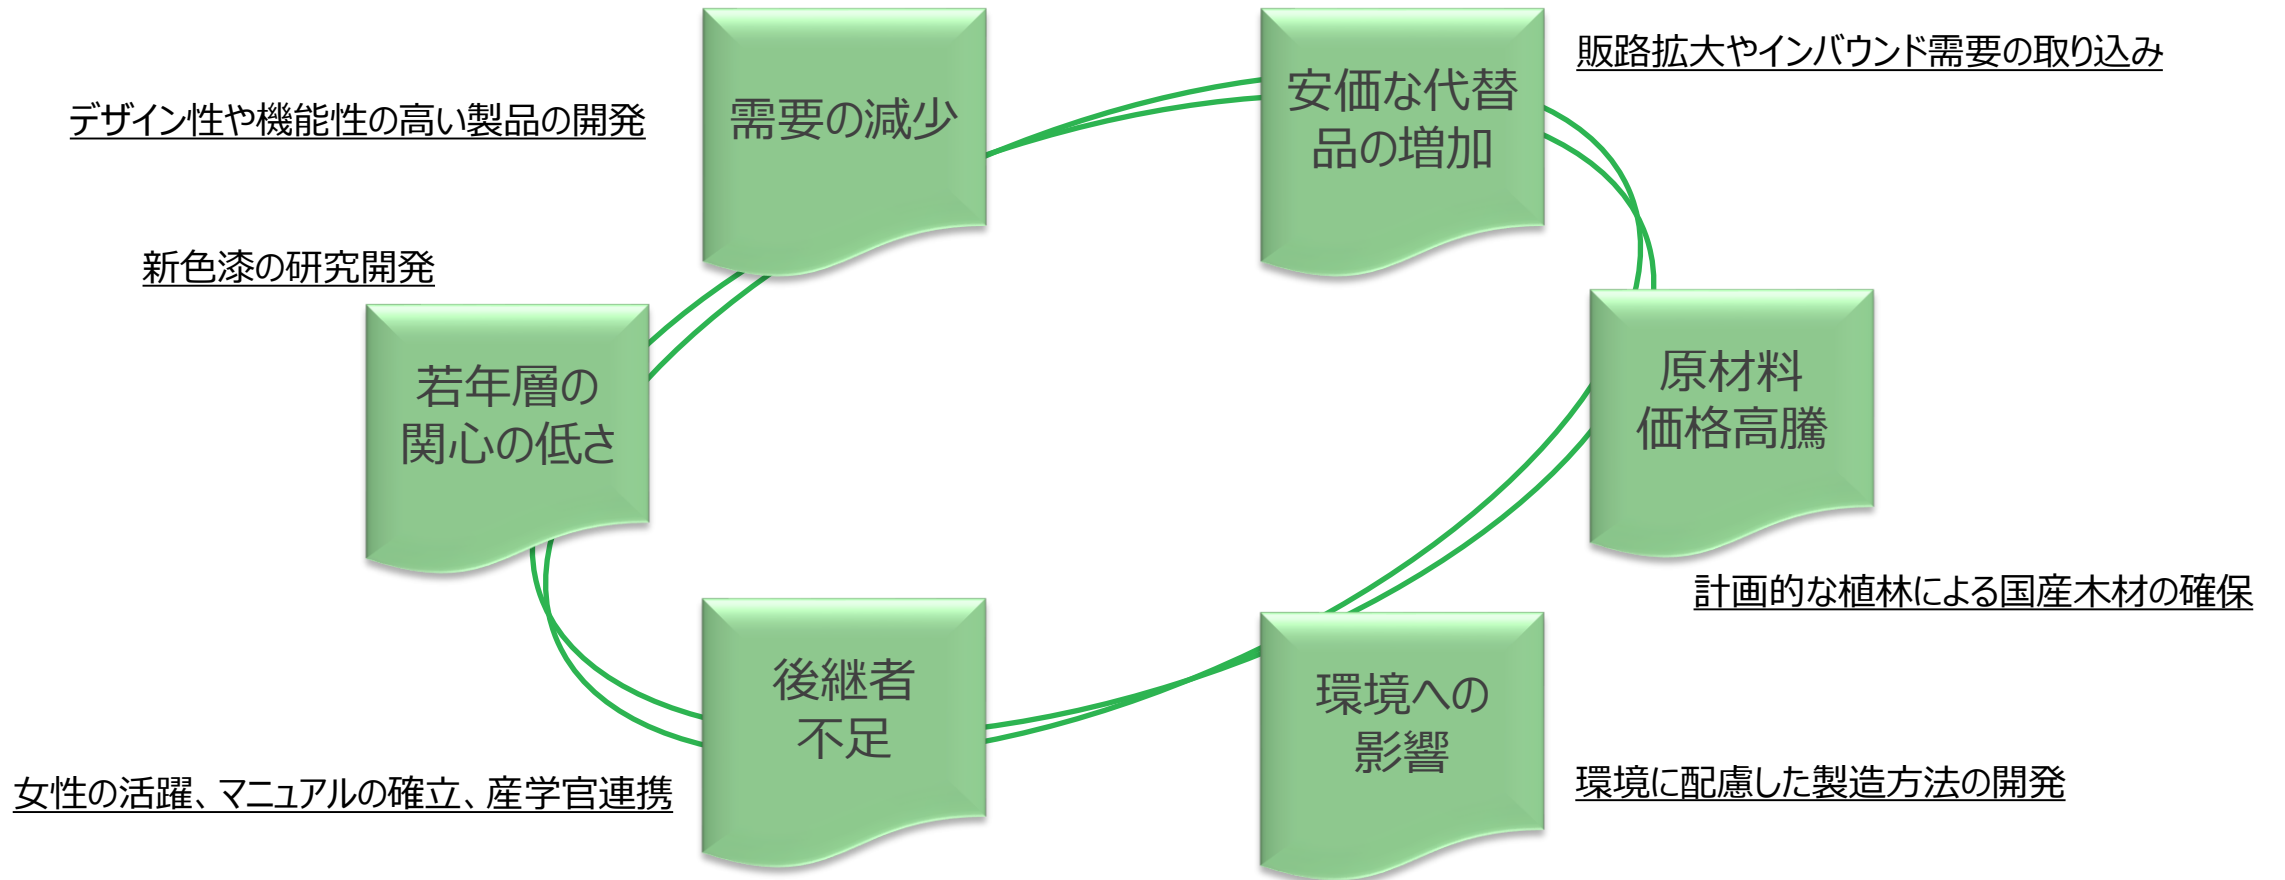 デザイン性や機能性の高い製品の開発
需要の減少
安価な代替
品の増加
販路拡大やインバウンド需要の取り込み
新色漆の研究開発
若年層の
関心の低さ
原材料
価格高騰
計画的な植林による国産木材の確保
女性の活躍、マニュアルの確立、産学官連携
後継者
不足
環境への
影響
環境に配慮した製造方法の開発